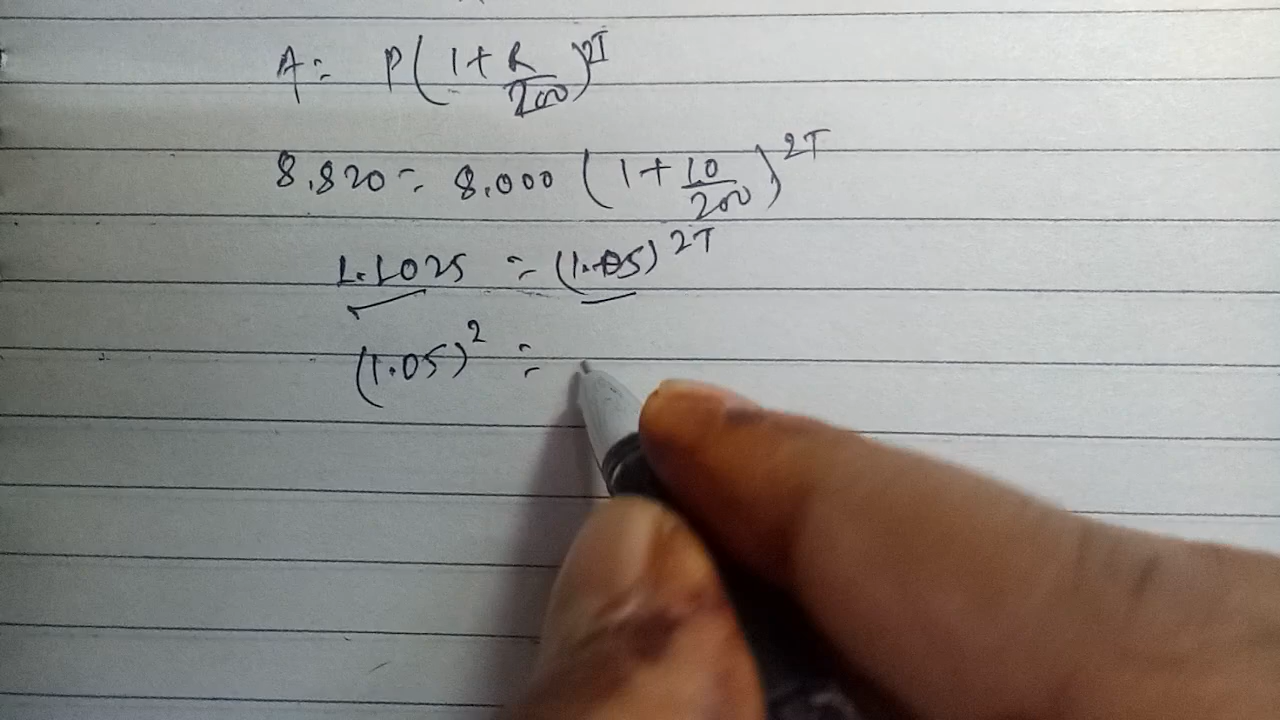 A = P(1+R/200)^2T
8,820 = 8,000 (1+10/200)^2T
1.1025 = (1.05)^2T
(1.05)^2 =